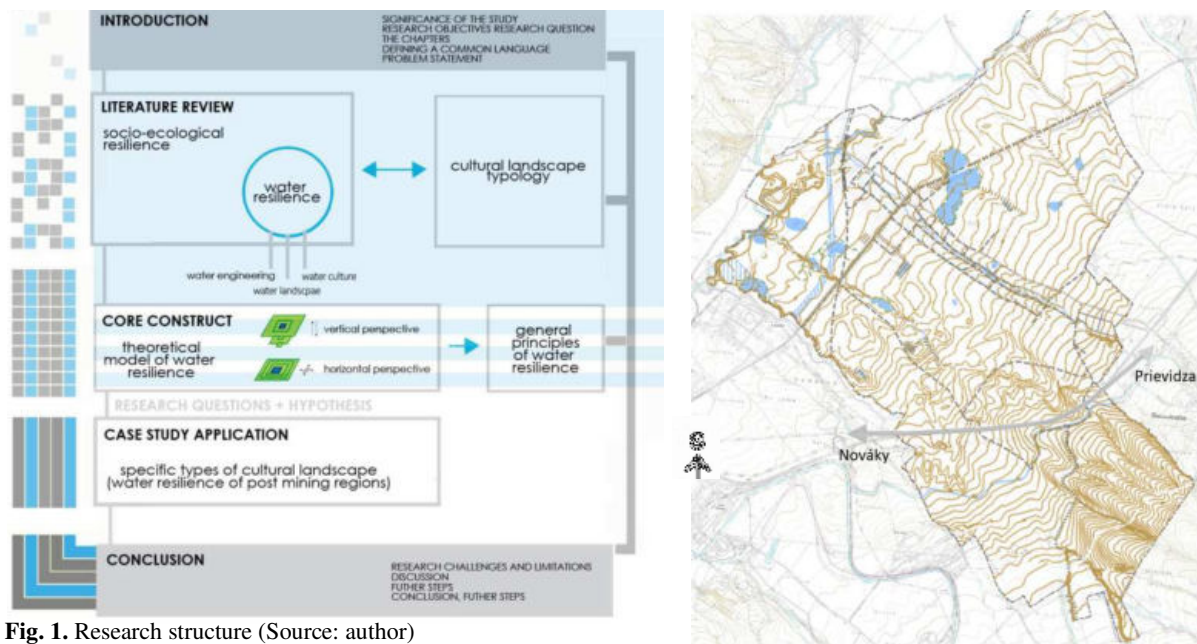 INTRODUCTION
SIGNIFICANCE OF THE STUDY
RESEARCH OBJECTIVES RESEARCH QUESTION
THE CHAPTERS
DEFINING A COMMON LANGUAGE
PROBLEM STATEMENT
LITERATURE REVIEW
socio-ecological
resilience
water
resilience
cultural landscape
typology
water engineering
water culture
water landscpae
CORE CONSTRUCT
theoretical
model of water
resilience
vertical perspective
horizontal perspective
general
principles
of water
resilience
RESEARCH QUESTIONS + HYPOTHESIS
CASE STUDY APPLICATION
specific types of cultural landscape
(water resilience of post mining regions)
CONCLUSION
RESEARCH CHALLENGES AND LIMITATIONS
DISCUSSION
FUTHER STEPS
CONCLUSION, FUTHER STEPS
Fig. 1. Research structure (Source: author)
Prievidza
Nováky